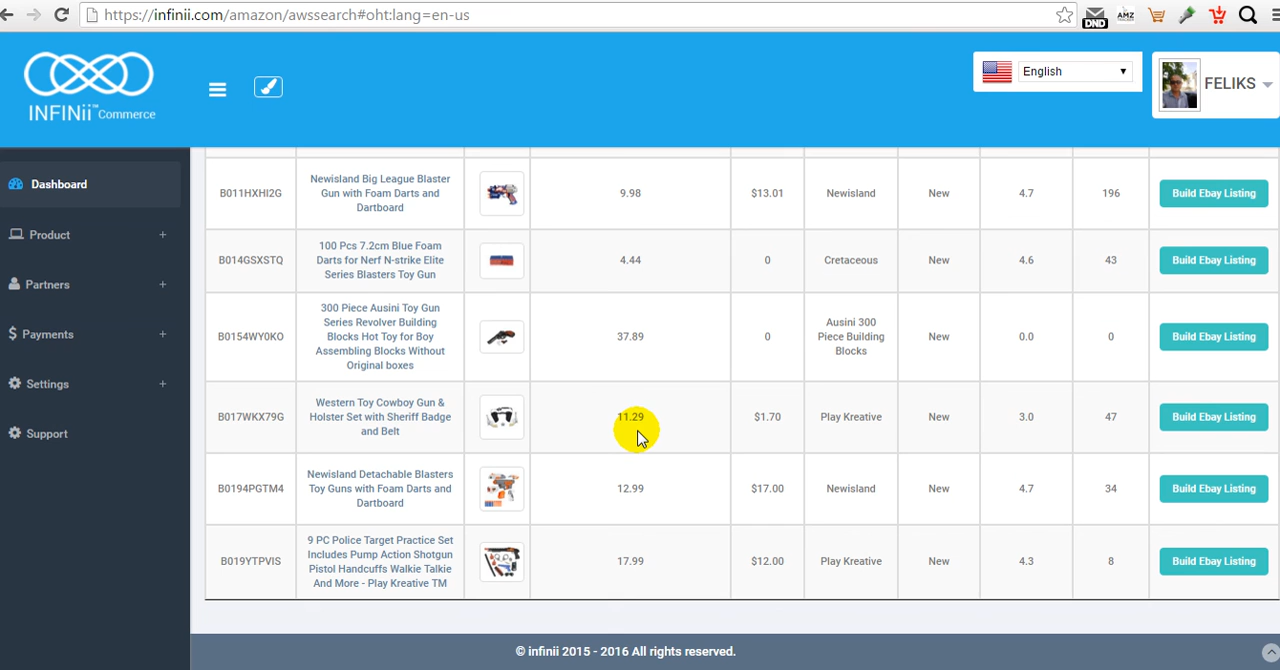 https://infinii.com/amazon/awssearch#oht:lang=en-us
DND
AMZ
INFINii™Commerce
English
FELIKS
Dashboard
Product +
Partners +
Payments +
Settings +
Support
B011HXHI2G
Newisland Big League Blaster
Gun with Foam Darts and
Dartboard
9.98
$13.01
Newisland
New
4.7
196
Build Ebay Listing
B014GSXSTQ
100 Pcs 7.2cm Blue Foam
Darts for Nerf N-strike Elite
Series Blasters Toy Gun
4.44
0
Cretaceous
New
4.6
43
Build Ebay Listing
B0154WY0KO
300 Piece Ausini Toy Gun
Series Revolver Building
Blocks Hot Toy for Boy
Assembling Blocks Without
Original boxes
37.89
0
Ausini 300
Piece Building
Blocks
New
0.0
0
Build Ebay Listing
B017WKX79G
Western Toy Cowboy Gun &
Holster Set with Sheriff Badge
and Belt
11.29
$1.70
Play Kreative
New
3.0
47
Build Ebay Listing
B0194PGTM4
Newisland Detachable Blasters
Toy Guns with Foam Darts and
Dartboard
12.99
$17.00
Newisland
New
4.7
34
Build Ebay Listing
B019YTPVIS
9 PC Police Target Practice Set
Includes Pump Action Shotgun
Pistol Handcuffs Walkie Talkie
And More - Play Kreative TM
17.99
$12.00
Play Kreative
New
4.3
8
Build Ebay Listing
© infinii 2015 - 2016 All rights reserved.